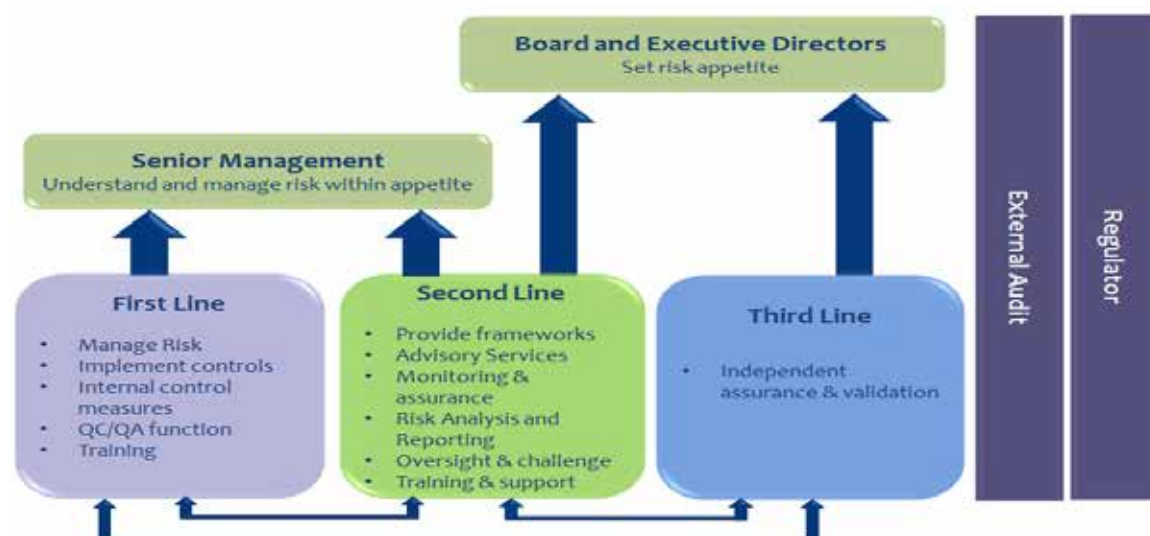 Board and Executive Directors
Set risk appetite
Senior Management
Understand and manage risk within appetite
First Line
• Manage Risk
• Implement controls
• Internal control
measures
• QC/QA function
• Training
Second Line
• Provide frameworks
• Advisory Services
• Monitoring &
assurance
• Risk Analysis and
Reporting
• Oversight & challenge
• Training & support
Third Line
• Independent
assurance & validation
External Audit
Regulator